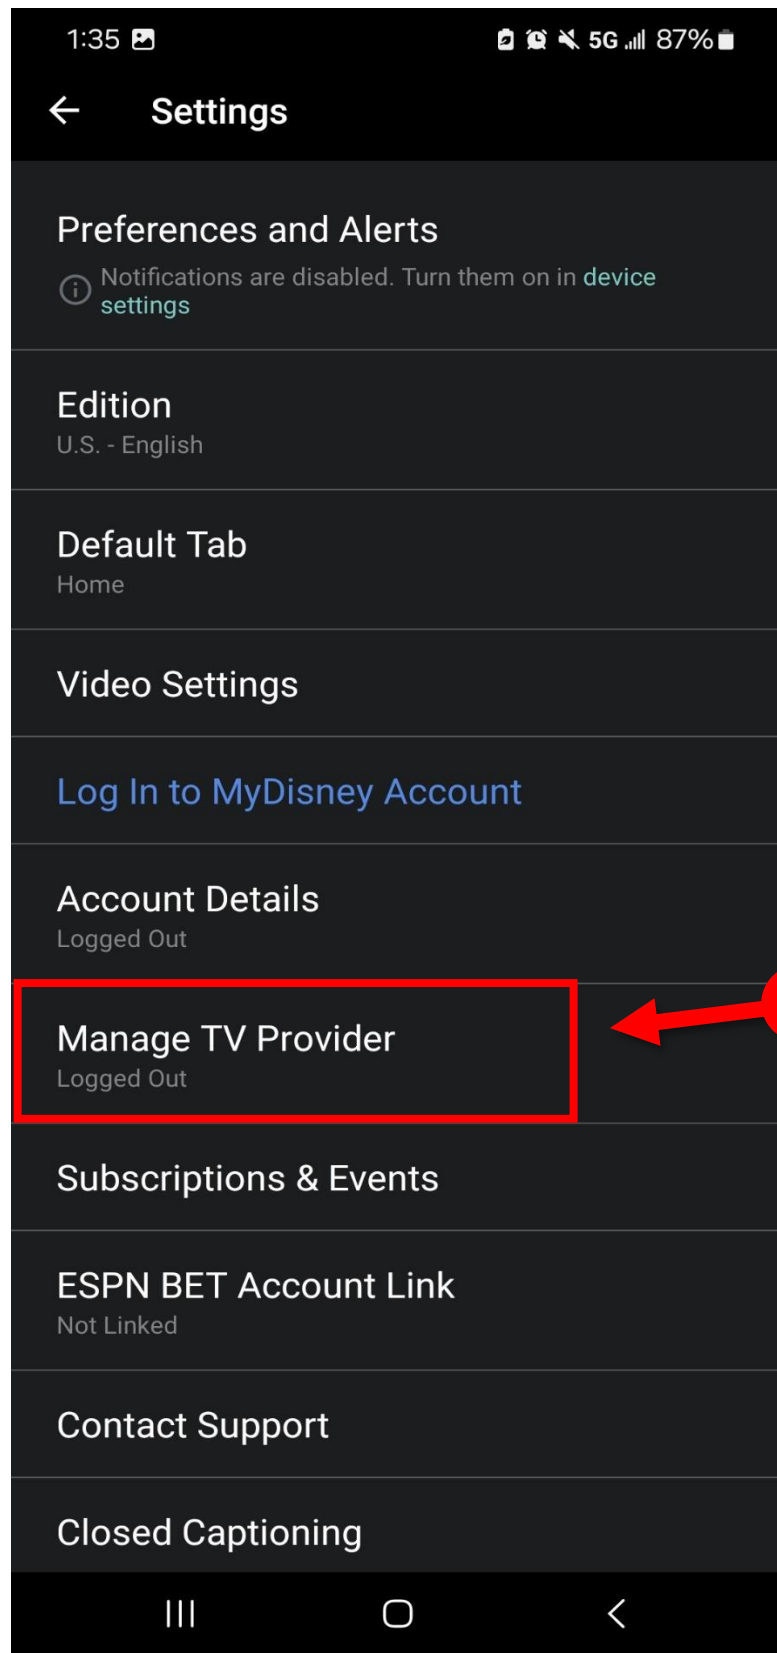 1:35 5G 87%
Settings
Preferences and Alerts
Notifications are disabled. Turn them on in device
settings
Edition
U.S. - English
Default Tab
Home
Video Settings
Log In to MyDisney Account
Account Details
Logged Out
Manage TV Provider
Logged Out
Subscriptions & Events
ESPN BET Account Link
Not Linked
Contact Support
Closed Captioning